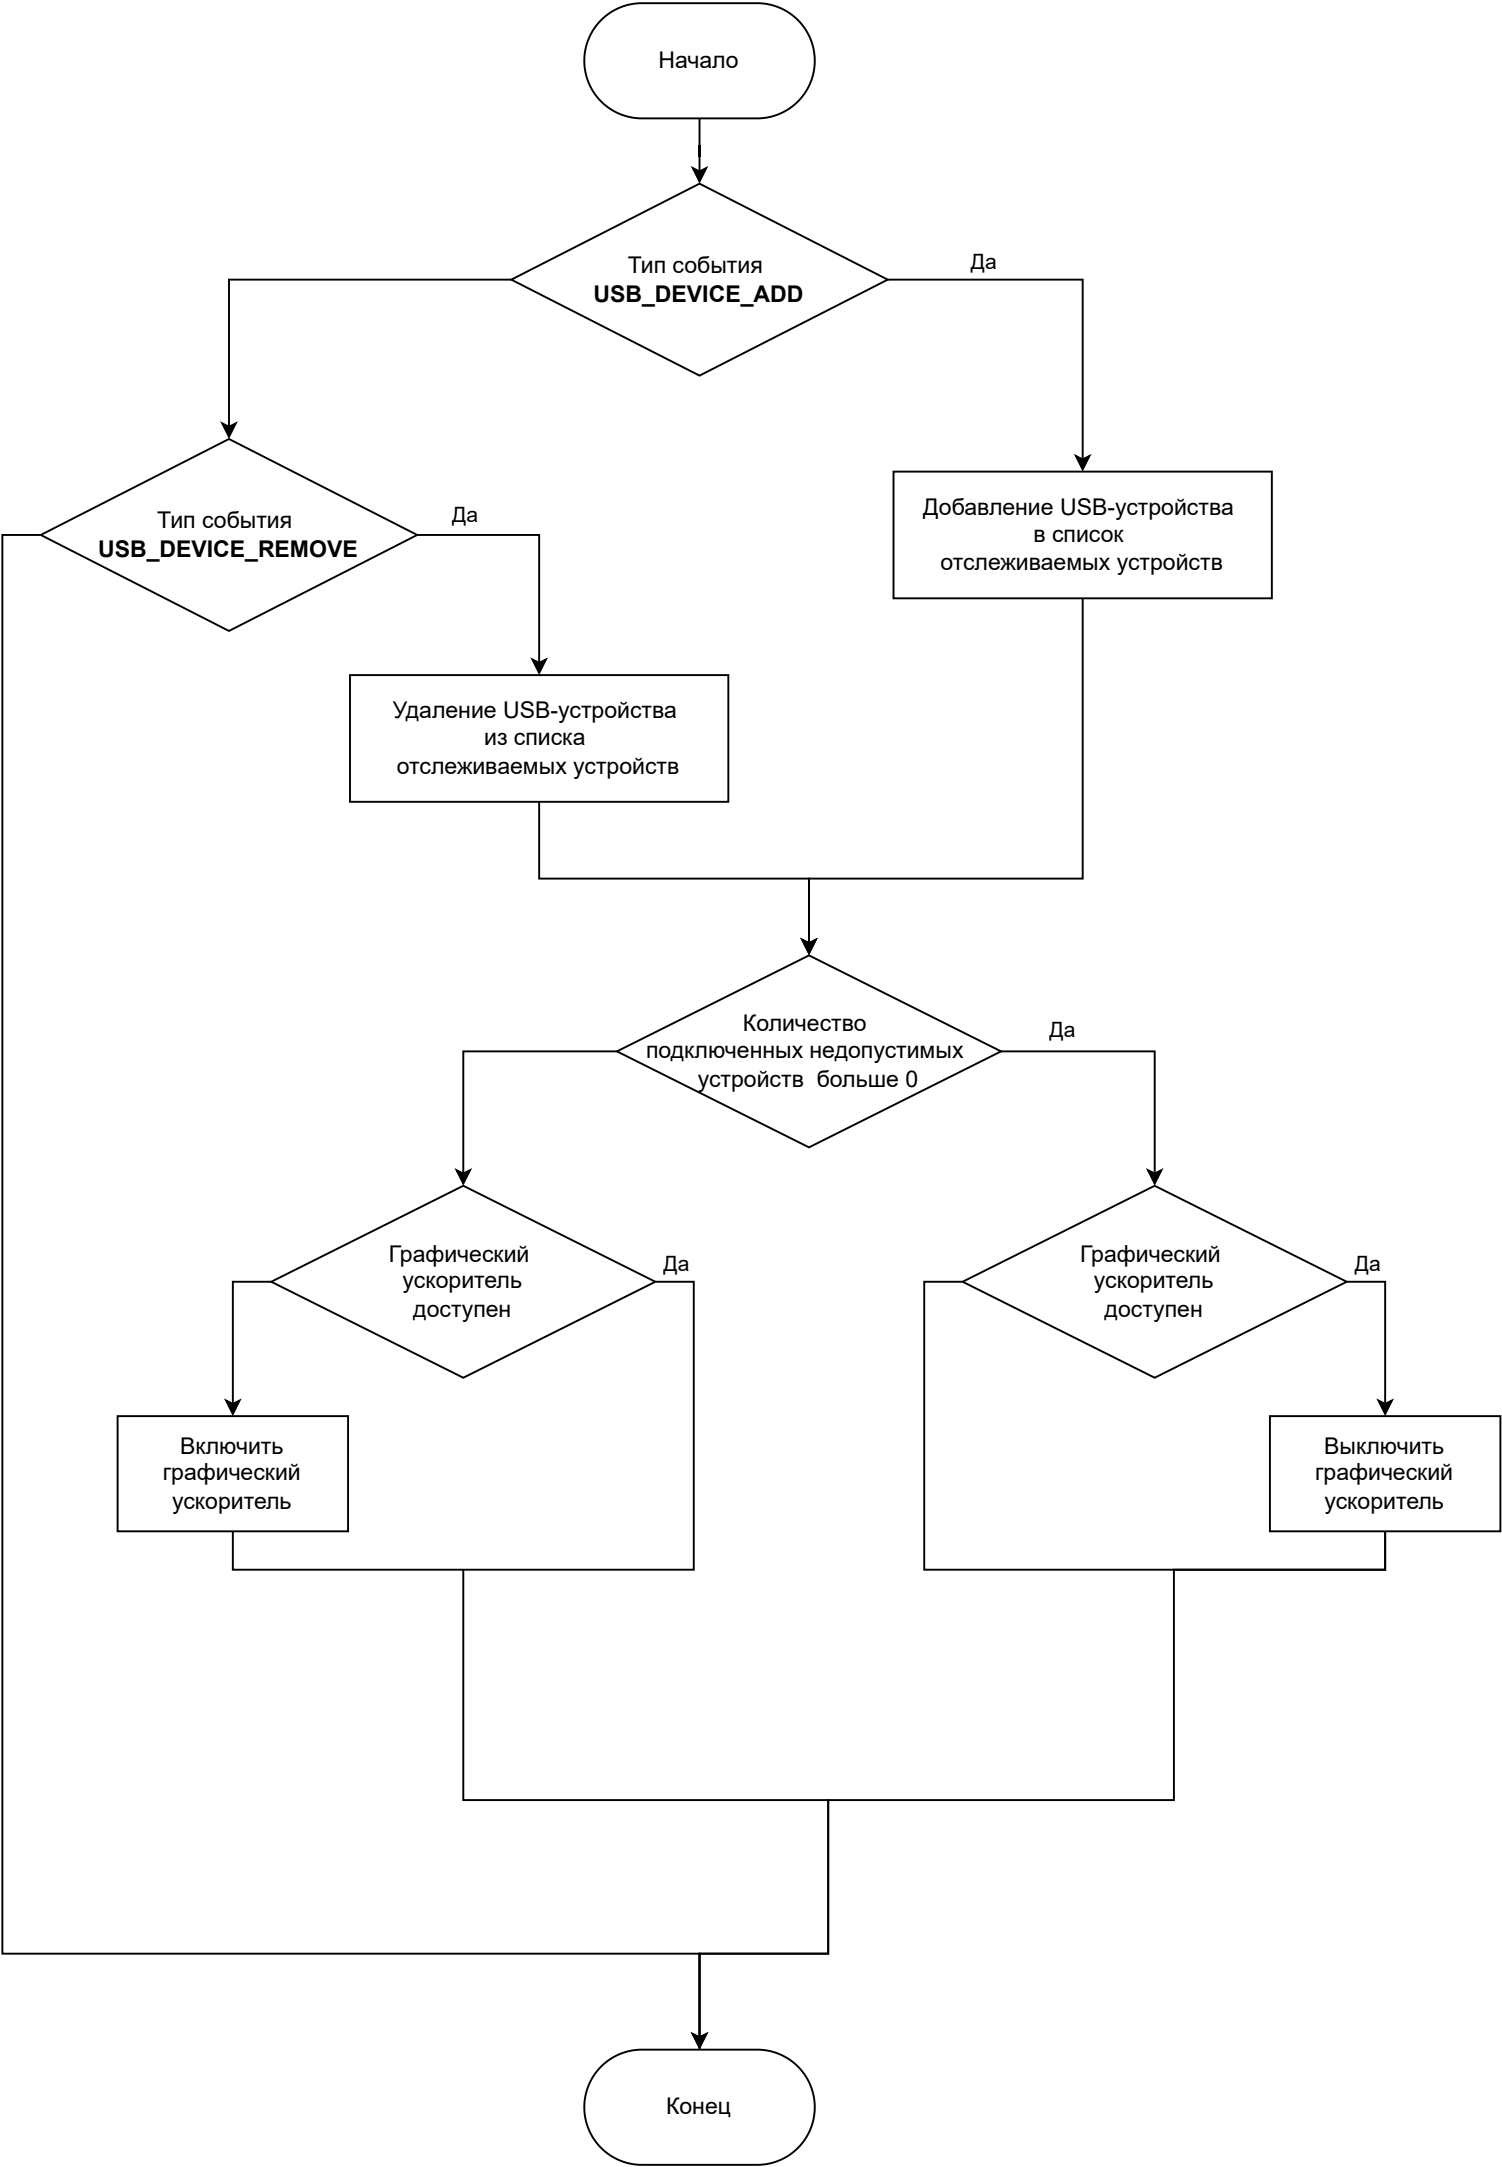 Начало
Тип события
USB_DEVICE_ADD
Да
Тип события
USB_DEVICE_REMOVE
Да
Добавление USB-устройства
в список
отслеживаемых устройств
Удаление USB-устройства
из списка
отслеживаемых устройств
Количество
подключенных недопустимых
устройств  больше 0
Да
Графический
ускоритель
доступен
Да
Графический
ускоритель
доступен
Да
Включить
графический
ускоритель
Выключить
графический
ускоритель
Конец